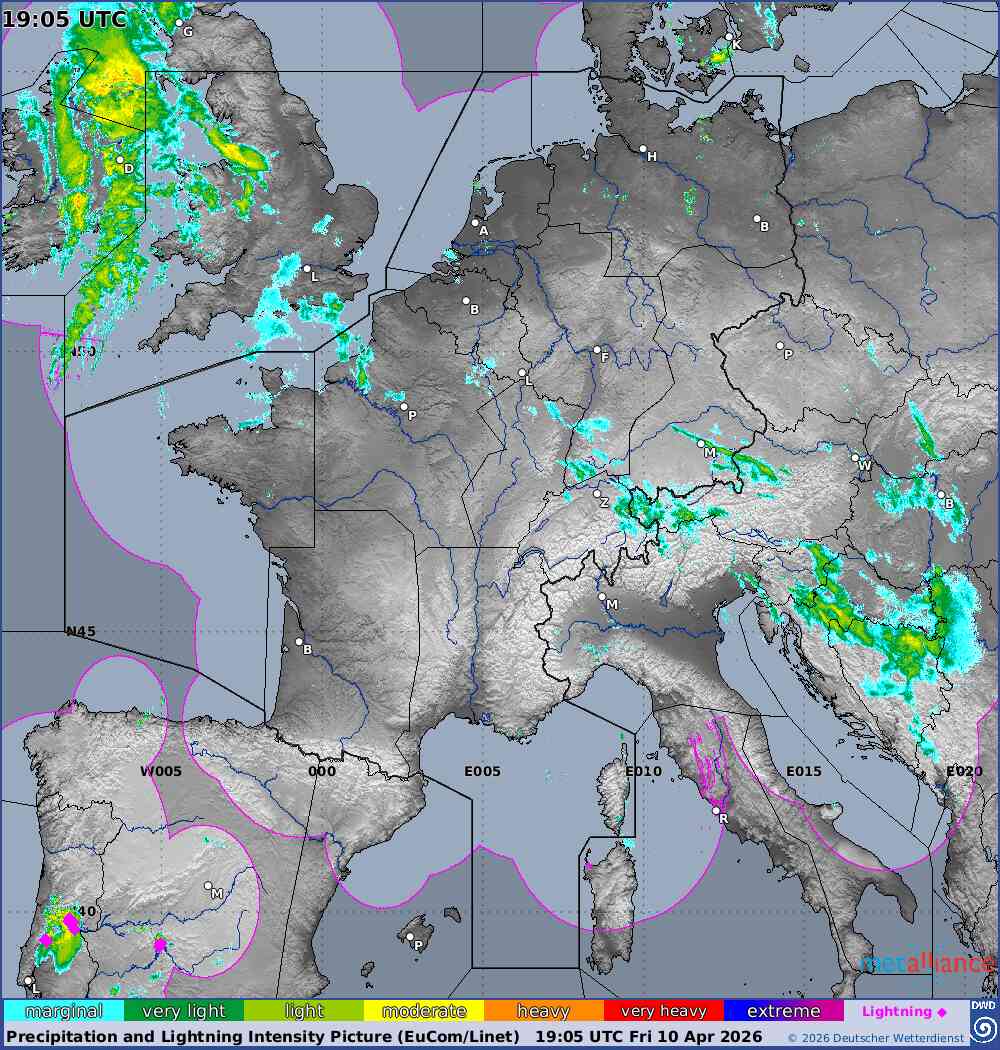 19:05 UTC
G
K
H
D
A
B
L
B
N50
F
P
L
P
M
W
Z
B
M
N45
B
W005
000
E005
E010
E015
E020
R
M
40
P
L
metalliance
marginal very light light moderate heavy very heavy extreme Lightning ◆ DWD
Precipitation and Lightning Intensity Picture (EuCom/Linet) 19:05 UTC Fri 10 Apr 2026 © 2026 Deutscher Wetterdienst